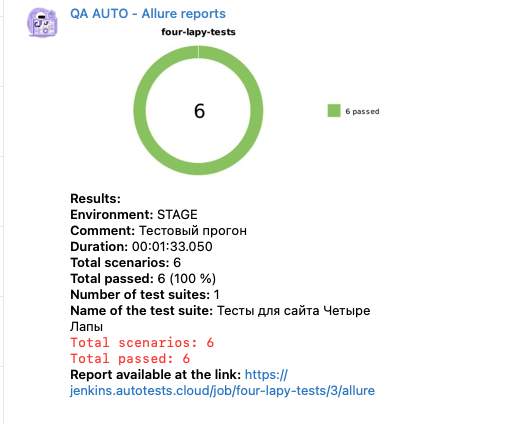 QA AUTO - Allure reports
four-lapy-tests
6
6 passed
Results:
Environment: STAGE
Comment: Тестовый прогон
Duration: 00:01:33.050
Total scenarios: 6
Total passed: 6 (100 %)
Number of test suites: 1
Name of the test suite: Тесты для сайта Четыре
Лапы
Total scenarios: 6
Total passed: 6
Report available at the link: https://
jenkins.autotests.cloud/job/four-lapy-tests/3/allure